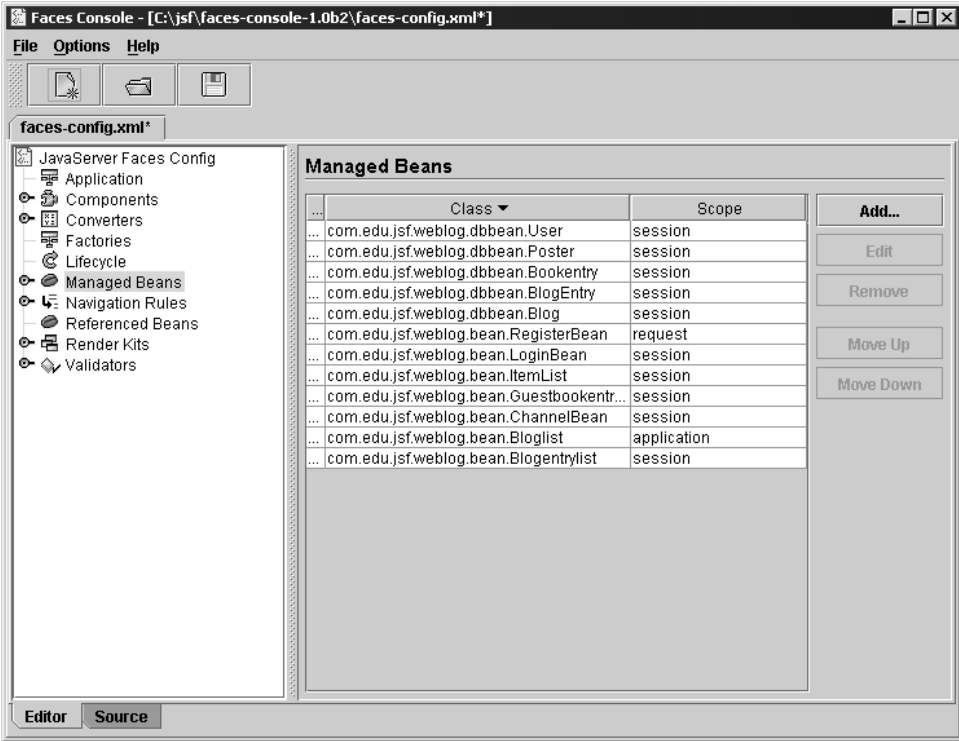 Faces Console - [C:\jsf\faces-console-1.0b2\faces-config.xml*]
File Options Help
faces-config.xml*
JavaServer Faces Config
Application
Components
Converters
Factories
Lifecycle
Managed Beans
Navigation Rules
Referenced Beans
Render Kits
Validators
Managed Beans
... Class Scope
... com.edu.jsf.weblog.dbbean.User session
... com.edu.jsf.weblog.dbbean.Poster session
... com.edu.jsf.weblog.dbbean.Bookentry session
... com.edu.jsf.weblog.dbbean.BlogEntry session
... com.edu.jsf.weblog.dbbean.Blog session
... com.edu.jsf.weblog.bean.RegisterBean request
... com.edu.jsf.weblog.bean.LoginBean session
... com.edu.jsf.weblog.bean.ItemList session
... com.edu.jsf.weblog.bean.Guestbookentr... session
... com.edu.jsf.weblog.bean.ChannelBean session
... com.edu.jsf.weblog.bean.Bloglist application
... com.edu.jsf.weblog.bean.Blogentrylist session
Add...
Edit
Remove
Move Up
Move Down
Editor Source